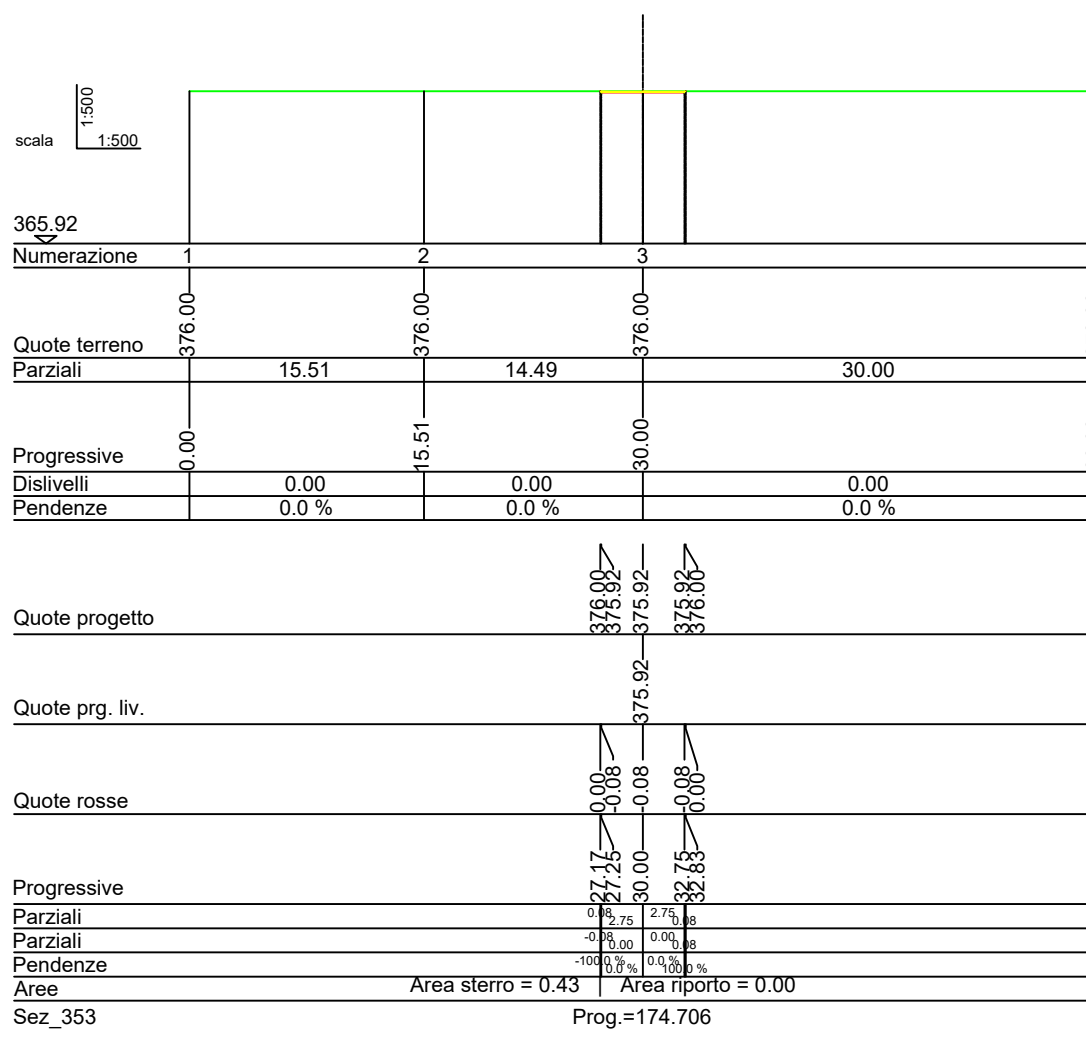 1:500
scala 1:500
365.92
Numerazione 1 2 3
Quote terreno 376.00 376.00 376.00
Parziali 15.51 14.49 30.00
Progressive 0.00 15.51 30.00
Dislivelli 0.00 0.00 0.00
Pendenze 0.0 % 0.0 % 0.0 %
Quote progetto 376.00 375.92 375.92 375.92 376.00
Quote prg. liv. 375.92
Quote rosse 0.00 -0.08 -0.08 -0.08 0.00
Progressive 27.17 27.25 30.00 32.75 32.83
Parziali 0.08 2.75 2.75 0.08
Parziali -0.08 0.00 0.00 0.08
Pendenze -100.0 % 0.0 % 0.0 % 100.0 %
Aree Area sterro = 0.43 Area riporto = 0.00
Sez_353 Prog.=174.706